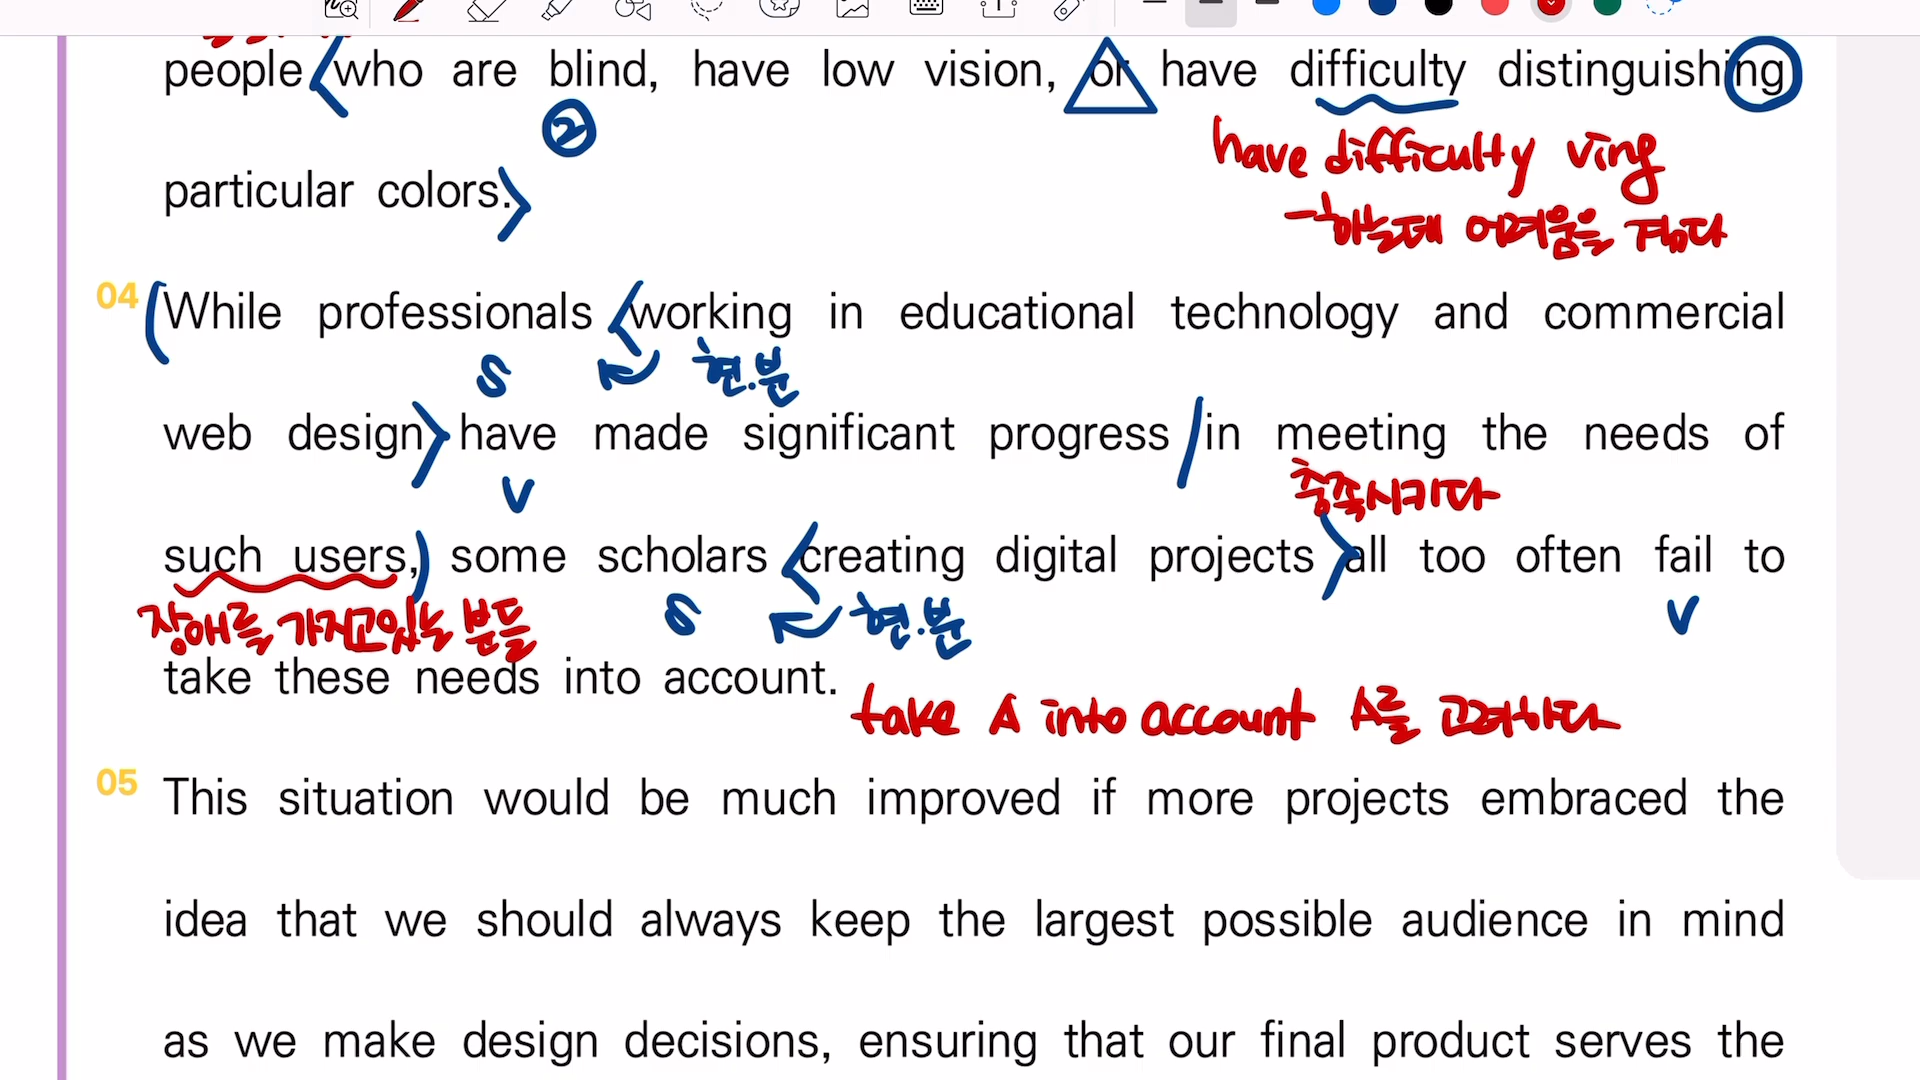 people who are blind, have low vision, or have difficulty distinguishing
②
have difficulty ving
particular colors.
-하는데 어려움을 겪다
04 While professionals working in educational technology and commercial
S 현.분
web design have made significant progress in meeting the needs of
V 충족시키다
such users, some scholars creating digital projects all too often fail to
장애를 가지고있는 분들 S 현.분 V
take these needs into account.
take A into account A를 고려하다
05 This situation would be much improved if more projects embraced the
idea that we should always keep the largest possible audience in mind
as we make design decisions, ensuring that our final product serves the